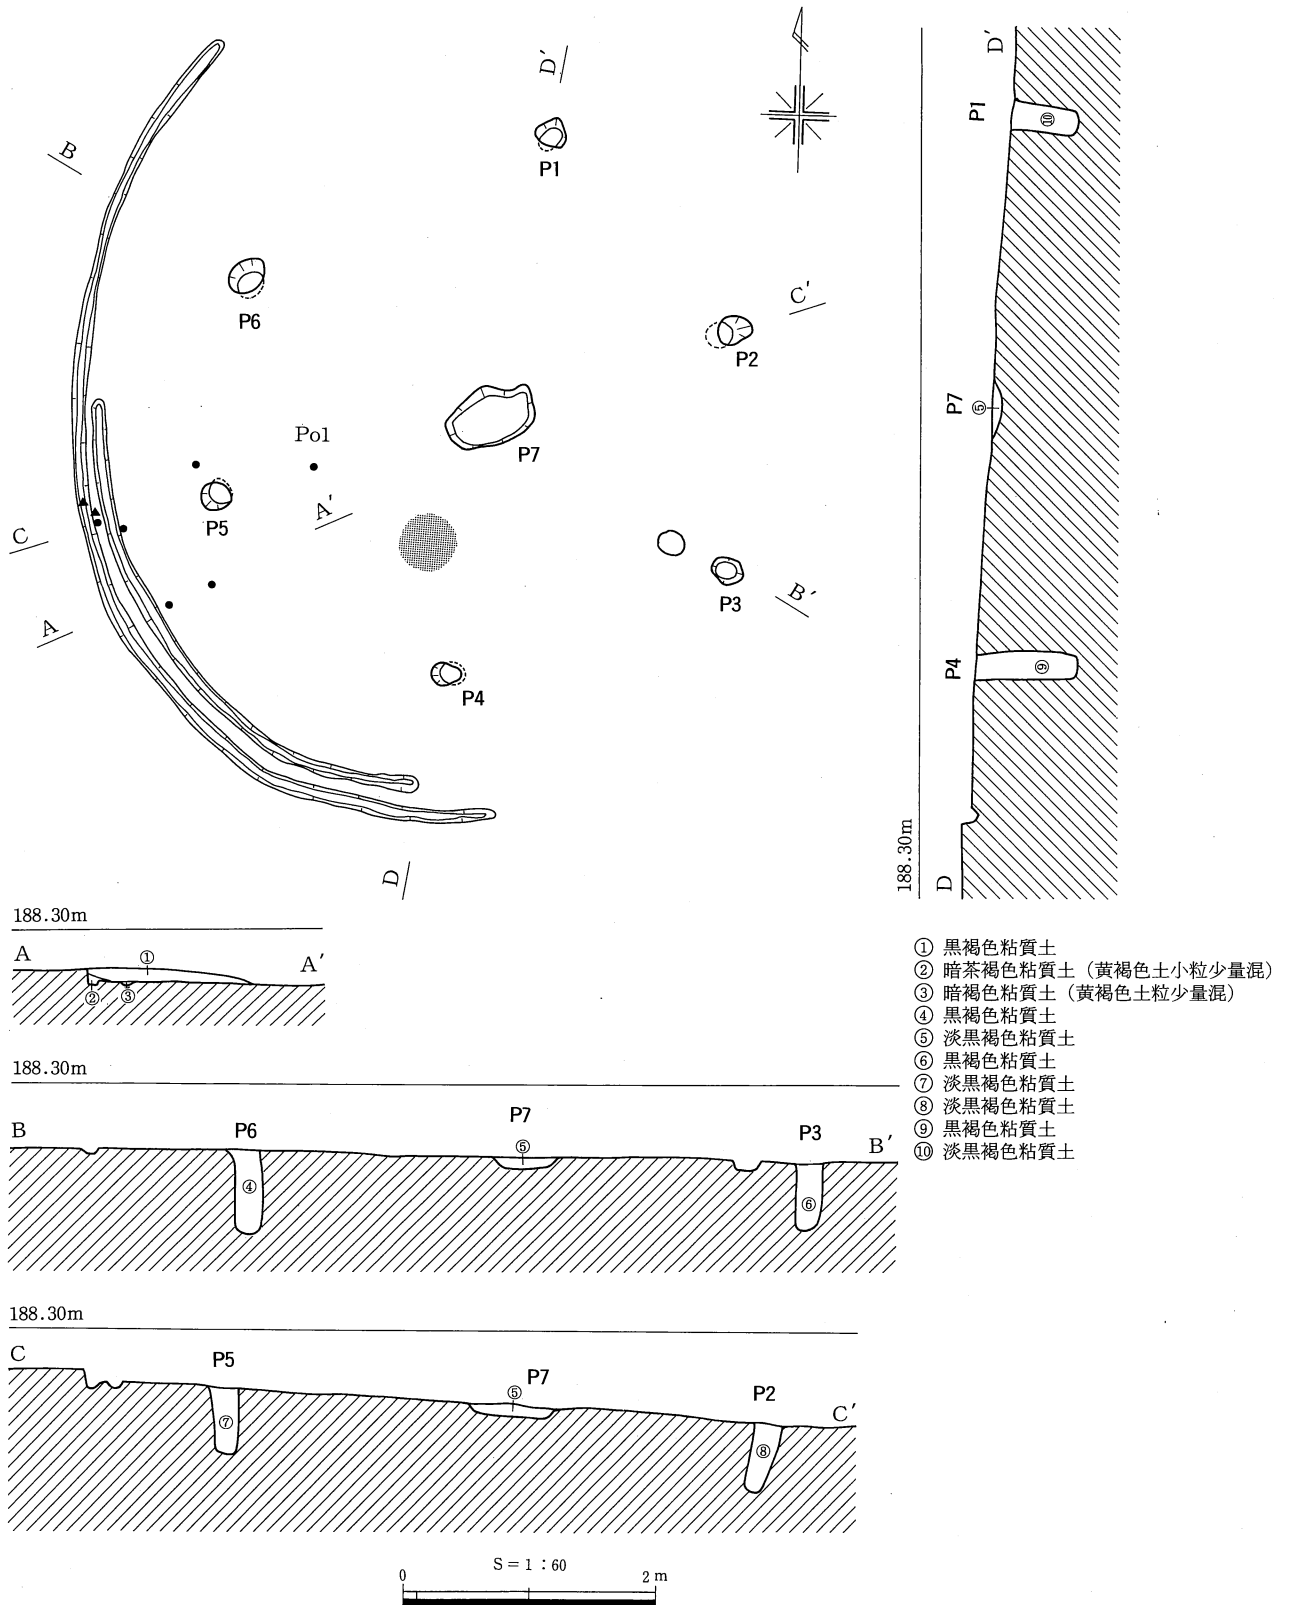 D′
P1
B
P6
C′
P2
Po1
P7
A′
P5
C
P3
B′
A
P4
D
D′
P1
⑩
P7
⑤
P4
⑨
188.30m
D
188.30m
A
①
A′
②
③
188.30m
B
P6
P7
P3
B′
⑤
④
⑥
188.30m
C
P5
P7
P2
C′
⑤
⑦
⑧
① 黒褐色粘質土
② 暗茶褐色粘質土（黄褐色土小粒少量混）
③ 暗褐色粘質土（黄褐色土粒少量混）
④ 黒褐色粘質土
⑤ 淡黒褐色粘質土
⑥ 黒褐色粘質土
⑦ 淡黒褐色粘質土
⑧ 淡黒褐色粘質土
⑨ 黒褐色粘質土
⑩ 淡黒褐色粘質土
S＝1：60
0 2 m